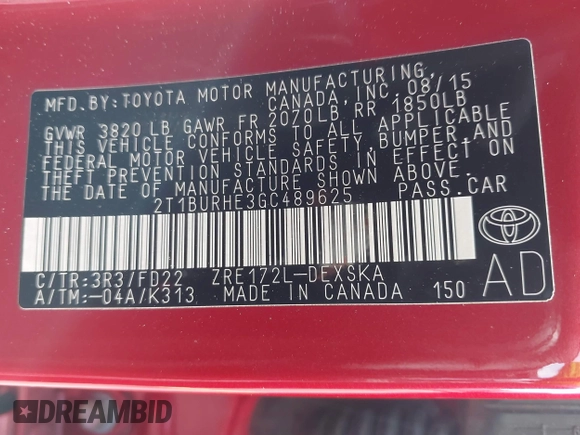 MFD.BY:TOYOTA MOTOR MANUFACTURING,
CANADA, INC. 08/15
GVWR 3820 LB GAWR FR 2070LB, RR 1850LB
THIS VEHICLE CONFORMS TO ALL APPLICABLE
FEDERAL MOTOR VEHICLE SAFETY, BUMPER, AND
THEFT PREVENTION STANDARDS IN EFFECT ON
THE DATE OF MANUFACTURE SHOWN ABOVE.
2T1BURHE3GC489625 PASS.CAR
C/TR:3R3/FD22 ZRE172L-DEXSKA
A/TM:-04A/K313 MADE IN CANADA 150
AD
DREAMBID